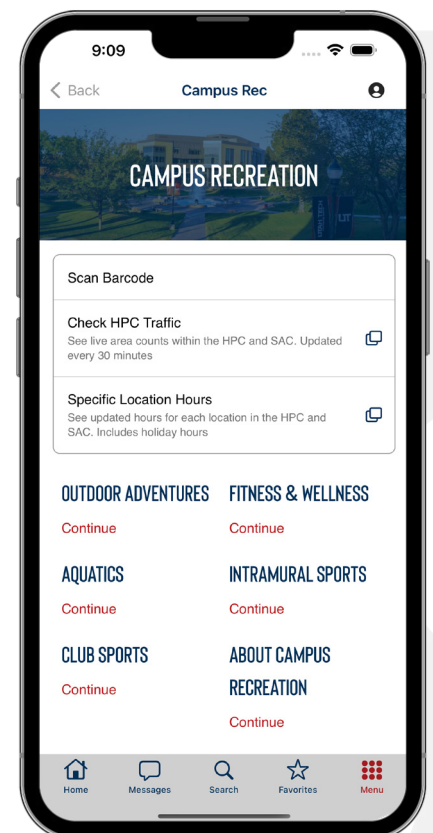 9:09
Back
Campus Rec
CAMPUS RECREATION
UT
Scan Barcode
Check HPC Traffic
See live area counts within the HPC and SAC. Updated
every 30 minutes
Specific Location Hours
See updated hours for each location in the HPC and
SAC. Includes holiday hours
OUTDOOR ADVENTURES
FITNESS & WELLNESS
Continue
Continue
AQUATICS
INTRAMURAL SPORTS
Continue
Continue
CLUB SPORTS
ABOUT CAMPUS
RECREATION
Continue
Continue
Home
Messages
Search
Favorites
Menu